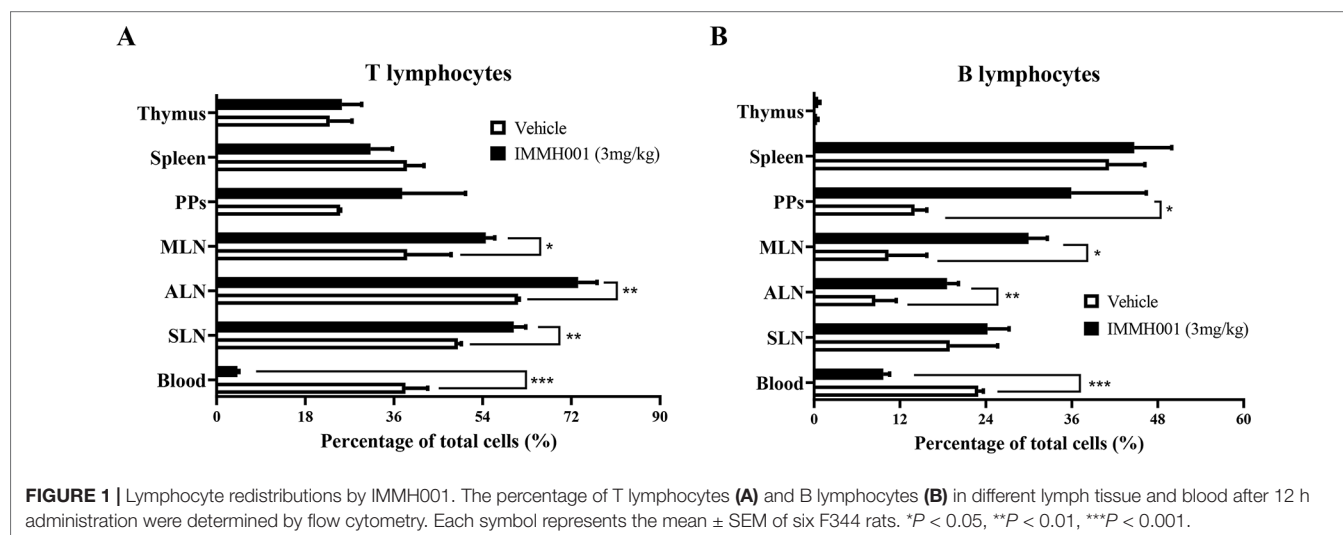 A
T lymphocytes
Thymus
Spleen
PPs
MLN
ALN
SLN
Blood
Vehicle
IMMH001 (3mg/kg)
*
**
**
***
0 18 36 54 72 90
Percentage of total cells (%)
B
B lymphocytes
Thymus
Spleen
PPs
MLN
ALN
SLN
Blood
*
*
**
Vehicle
IMMH001 (3mg/kg)
***
0 12 24 36 48 60
Percentage of total cells (%)
FIGURE 1 | Lymphocyte redistributions by IMMH001. The percentage of T lymphocytes (A) and B lymphocytes (B) in different lymph tissue and blood after 12 h
administration were determined by flow cytometry. Each symbol represents the mean ± SEM of six F344 rats. *P < 0.05, **P < 0.01, ***P < 0.001.